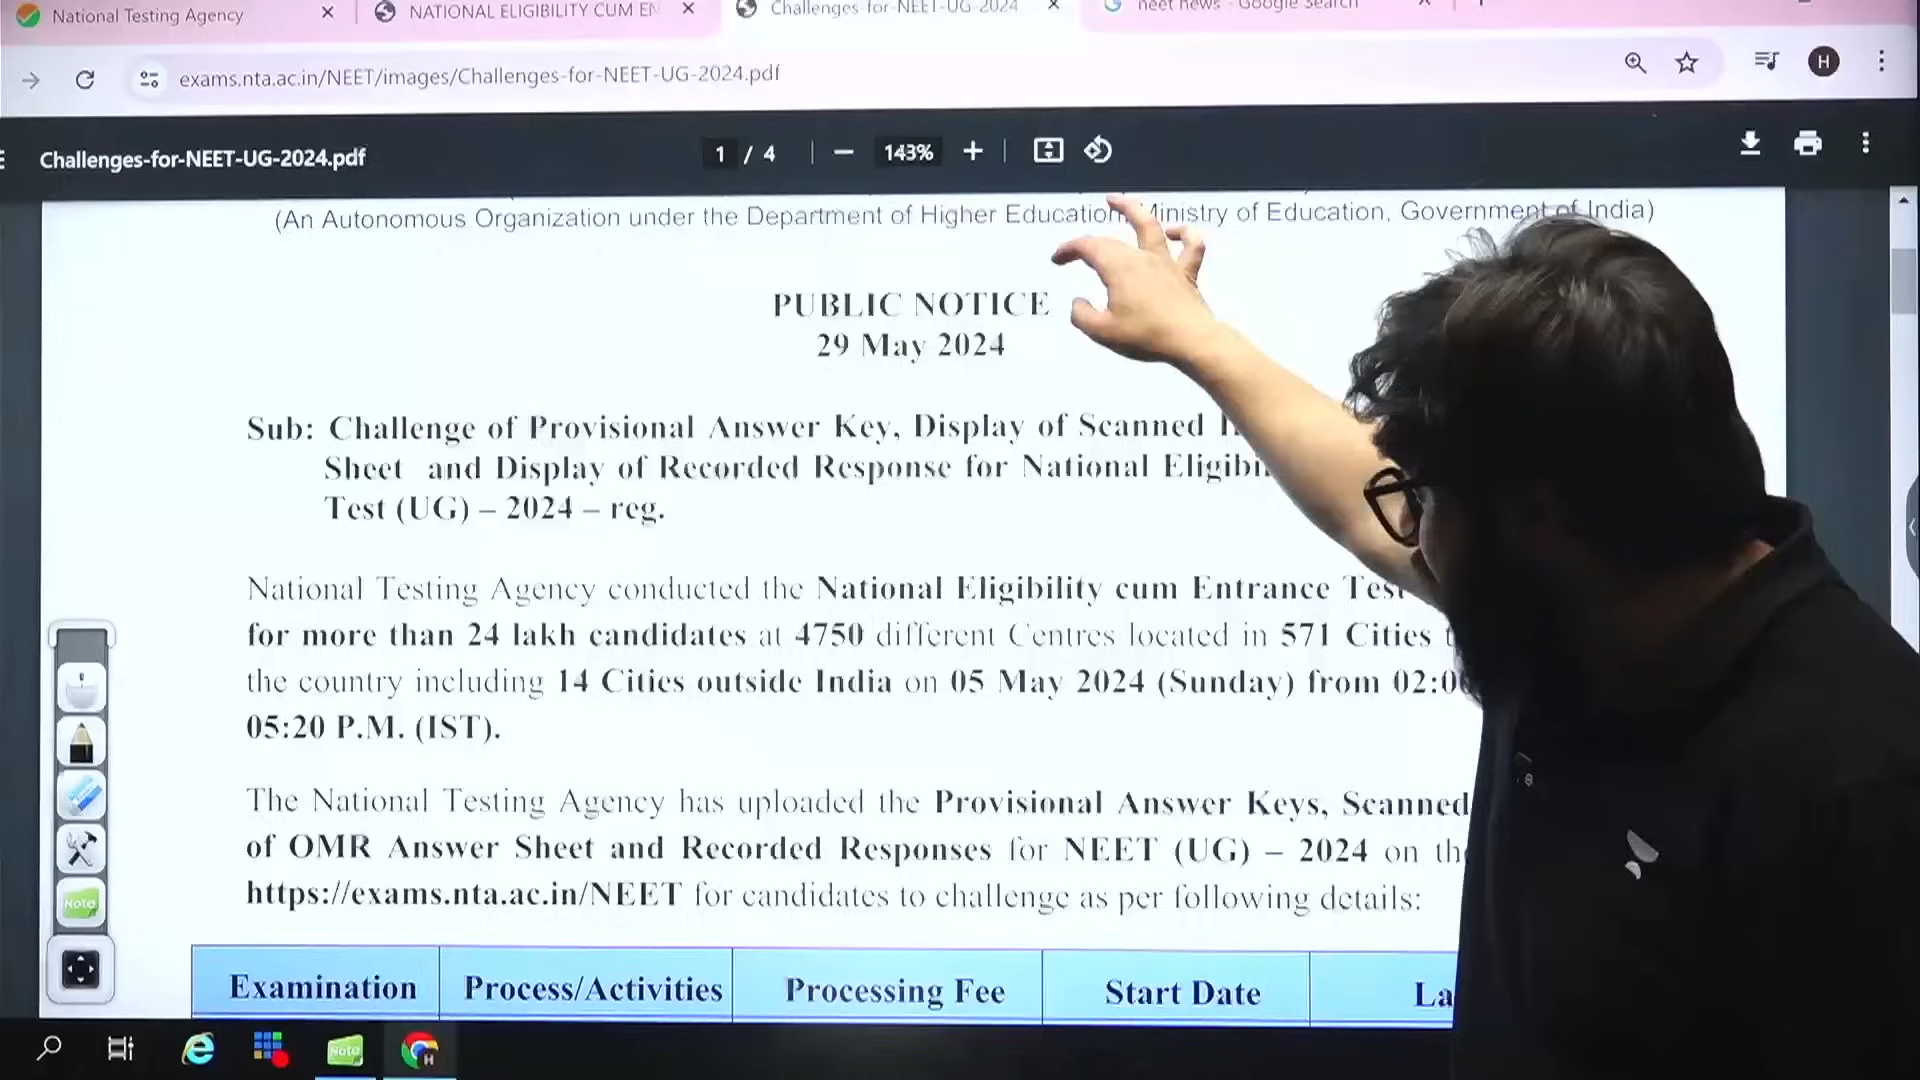 National Testing Agency
NATIONAL ELIGIBILITY CUM EN
Challenges-for-NEET-UG-2024
neet news - Google Search
exams.nta.ac.in/NEET/images/Challenges-for-NEET-UG-2024.pdf
H
Challenges-for-NEET-UG-2024.pdf
1 / 4
143%
(An Autonomous Organization under the Department of Higher Education, Ministry of Education, Government of India)
PUBLIC NOTICE
29 May 2024
Sub: Challenge of Provisional Answer Key, Display of Scanned
Sheet and Display of Recorded Response for National
Test (UG) – 2024 – reg.
National Testing Agency conducted the National Eligibility cum Entrance Test
for more than 24 lakh candidates at 4750 different Centres located in 571 Cities
the country including 14 Cities outside India on 05 May 2024 (Sunday) from
05:20 P.M. (IST).
The National Testing Agency has uploaded the Provisional Answer Keys, Scanned
of OMR Answer Sheet and Recorded Responses for NEET (UG) – 2024 on
https://exams.nta.ac.in/NEET for candidates to challenge as per following details:
Examination Process/Activities Processing Fee Start Date
Note
Note
H